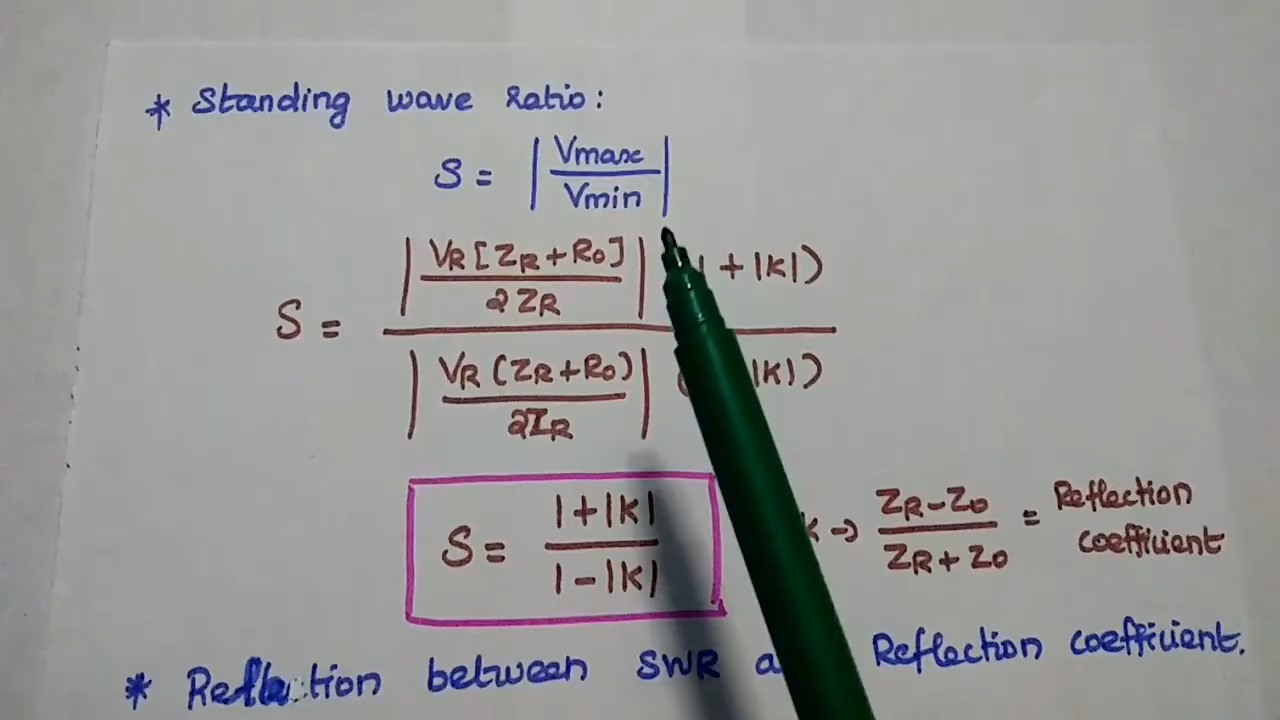 * Standing wave ratio:
S = |Vmax / Vmin|
S = |VR[ZR+R0] / 2ZR| 1+|K|) / |VR(ZR+R0) / 2ZR| (|K|)
S = 1+|K| / 1-|K|
K → ZR-Z0 / ZR+Z0 = Reflection coefficient
* between SWR a Reflection coefficient.